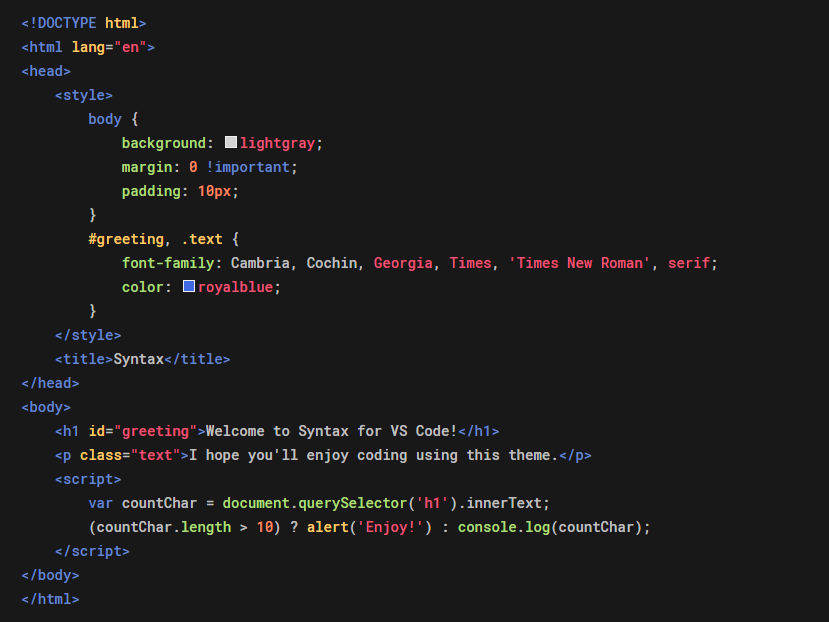 <!DOCTYPE html>
<html lang="en">
<head>
    <style>
        body {
            background: lightgray;
            margin: 0 !important;
            padding: 10px;
        }
        #greeting, .text {
            font-family: Cambria, Cochin, Georgia, Times, 'Times New Roman', serif;
            color: royalblue;
        }
    </style>
    <title>Syntax</title>
</head>
<body>
    <h1 id="greeting">Welcome to Syntax for VS Code!</h1>
    <p class="text">I hope you'll enjoy coding using this theme.</p>
    <script>
        var countChar = document.querySelector('h1').innerText;
        (countChar.length > 10) ? alert('Enjoy!') : console.log(countChar);
    </script>
</body>
</html>